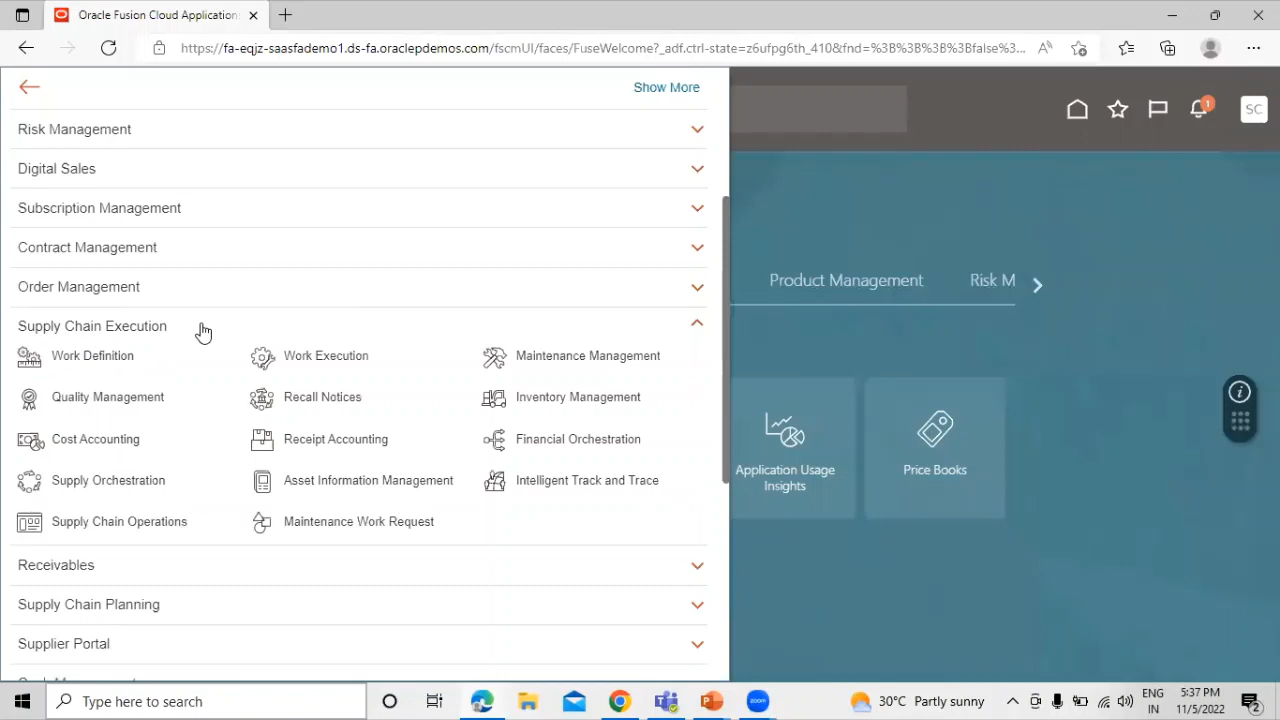 Oracle Fusion Cloud Application
https://fa-eqjz-saasfademo1.ds-fa.oraclepdemos.com/fscmUI/faces/FuseWelcome?_adf.ctrl-state=z6ufpg6th_410&fnd=%3B%3B%3B%3Bfalse%3B...
Show More
SC
1
Risk Management
Digital Sales
Subscription Management
Contract Management
Order Management
Product Management
Risk M
Supply Chain Execution
Work Definition
Work Execution
Maintenance Management
Quality Management
Recall Notices
Inventory Management
Cost Accounting
Receipt Accounting
Financial Orchestration
Supply Orchestration
Asset Information Management
Intelligent Track and Trace
Supply Chain Operations
Maintenance Work Request
Application Usage
Insights
Price Books
Receivables
Supply Chain Planning
Supplier Portal
Type here to search
30°C Partly sunny
ENG
IN
5:37 PM
11/5/2022
2